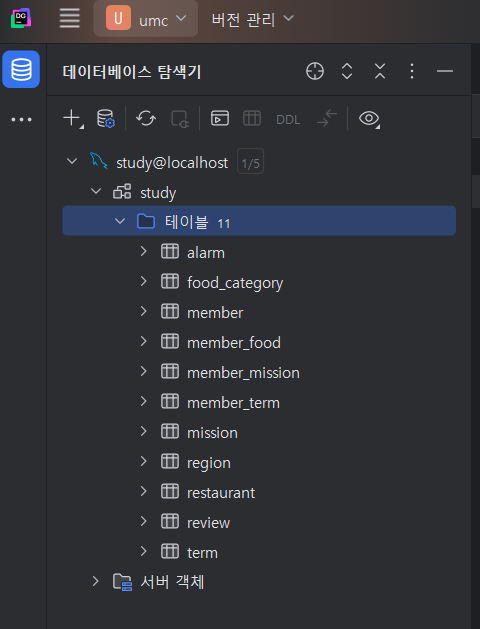 DG U umc 버전 관리
데이터베이스 탐색기
DDL
study@localhost 1/5
study
테이블 11
alarm
food_category
member
member_food
member_mission
member_term
mission
region
restaurant
review
term
서버 객체